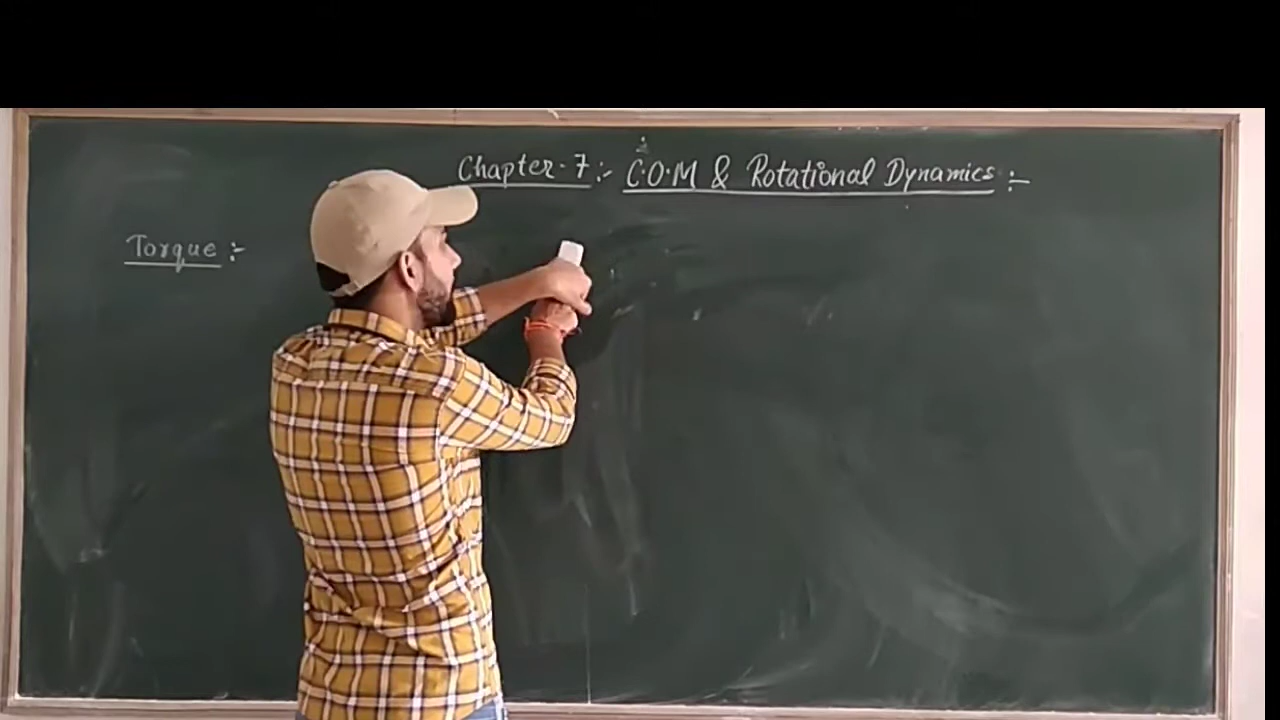 Chapter-7:- C.O.M & Rotational Dynamics:-
Torque:-